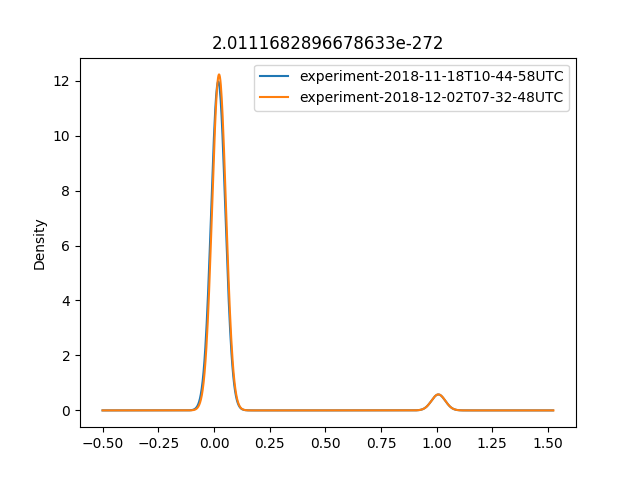 2.0111682896678633e-272
experiment-2018-11-18T10-44-58UTC
experiment-2018-12-02T07-32-48UTC
Density
12
10
8
6
4
2
0
−0.50 −0.25 0.00 0.25 0.50 0.75 1.00 1.25 1.50